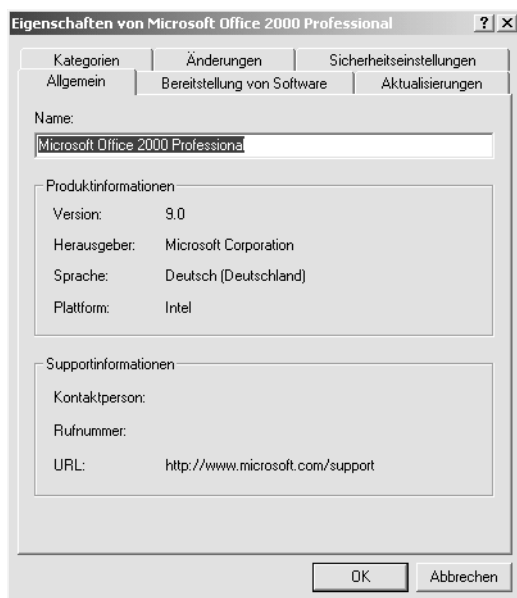 Eigenschaften von Microsoft Office 2000 Professional
Kategorien Änderungen Sicherheitseinstellungen
Allgemein Bereitstellung von Software Aktualisierungen
Name:
Microsoft Office 2000 Professional
Produktinformationen
Version: 9.0
Herausgeber: Microsoft Corporation
Sprache: Deutsch (Deutschland)
Plattform: Intel
Supportinformationen
Kontaktperson:
Rufnummer:
URL: http://www.microsoft.com/support
OK Abbrechen